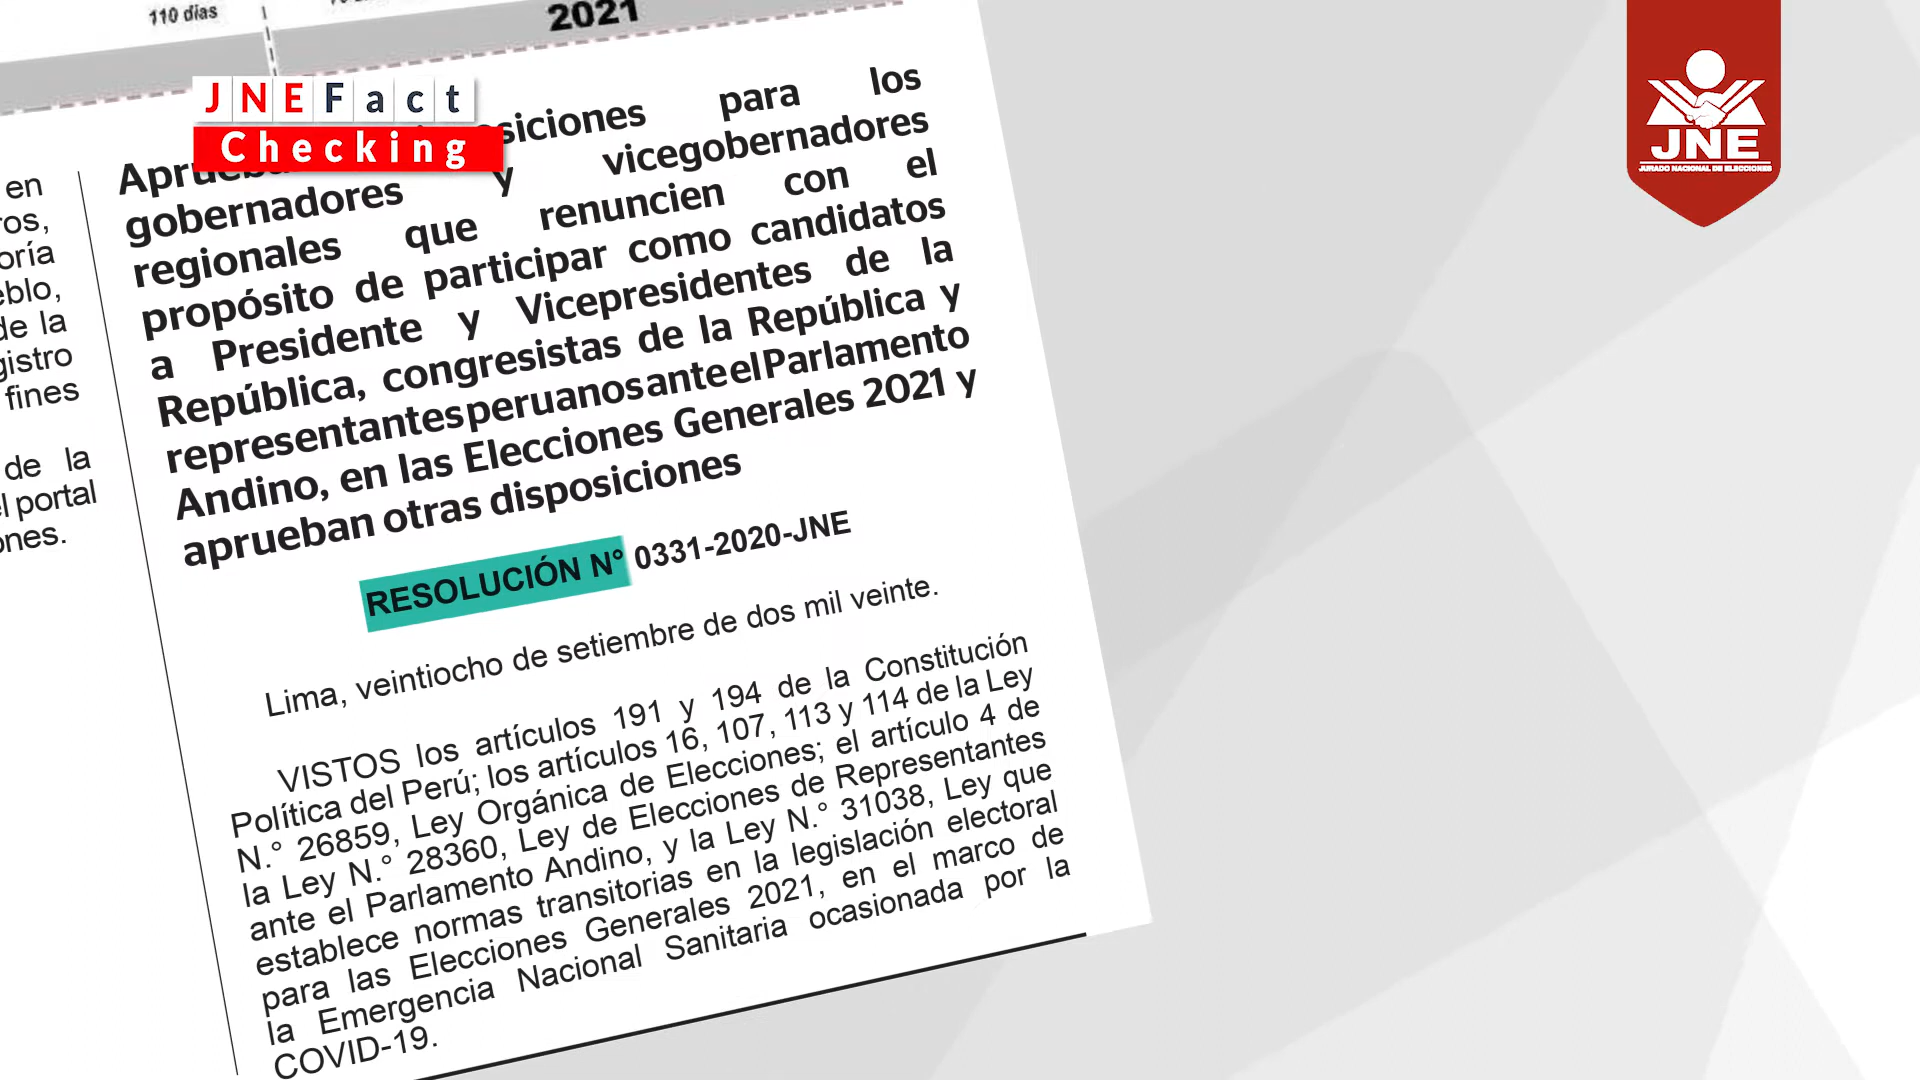 110 días
2021
JNEFact
Checking
JNE
JURADO NACIONAL DE ELECCIONES
en
ros,
oría
eblo,
de la
gistro
fines
de la
el portal
ones.
siciones para los
gobernadores y vicegobernadores
regionales que renuncien con el
propósito de participar como candidatos
a Presidente y Vicepresidentes de la
República, congresistas de la República y
representantes peruanos ante el Parlamento
Andino, en las Elecciones Generales 2021 y
aprueban otras disposiciones
RESOLUCIÓN N° 0331-2020-JNE
Lima, veintiocho de setiembre de dos mil veinte.
VISTOS los artículos 191 y 194 de la Constitución
Política del Perú; los artículos 16, 107, 113 y 114 de la Ley
N.° 26859, Ley Orgánica de Elecciones; el artículo 4 de
la Ley N.° 28360, Ley de Elecciones de Representantes
ante el Parlamento Andino, y la Ley N.° 31038, Ley que
establece normas transitorias en la legislación electoral
para las Elecciones Generales 2021, en el marco de
la Emergencia Nacional Sanitaria ocasionada por la
COVID-19.